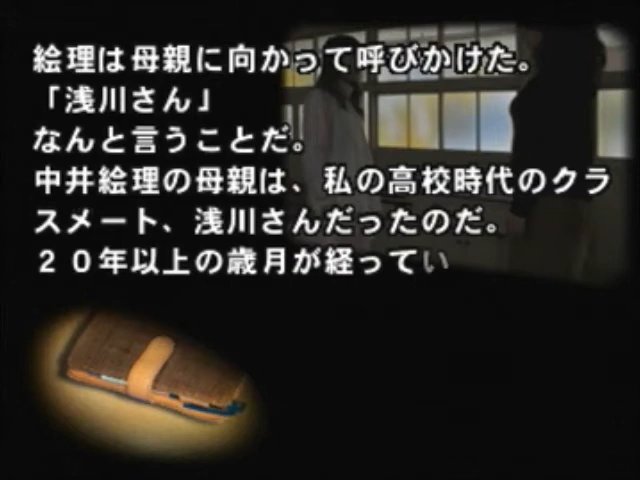 絵理は母親に向かって呼びかけた。
「浅川さん」
なんと言うことだ。
中井絵理の母親は、私の高校時代のクラ
スメート、浅川さんだったのだ。
２０年以上の歳月が経ってい